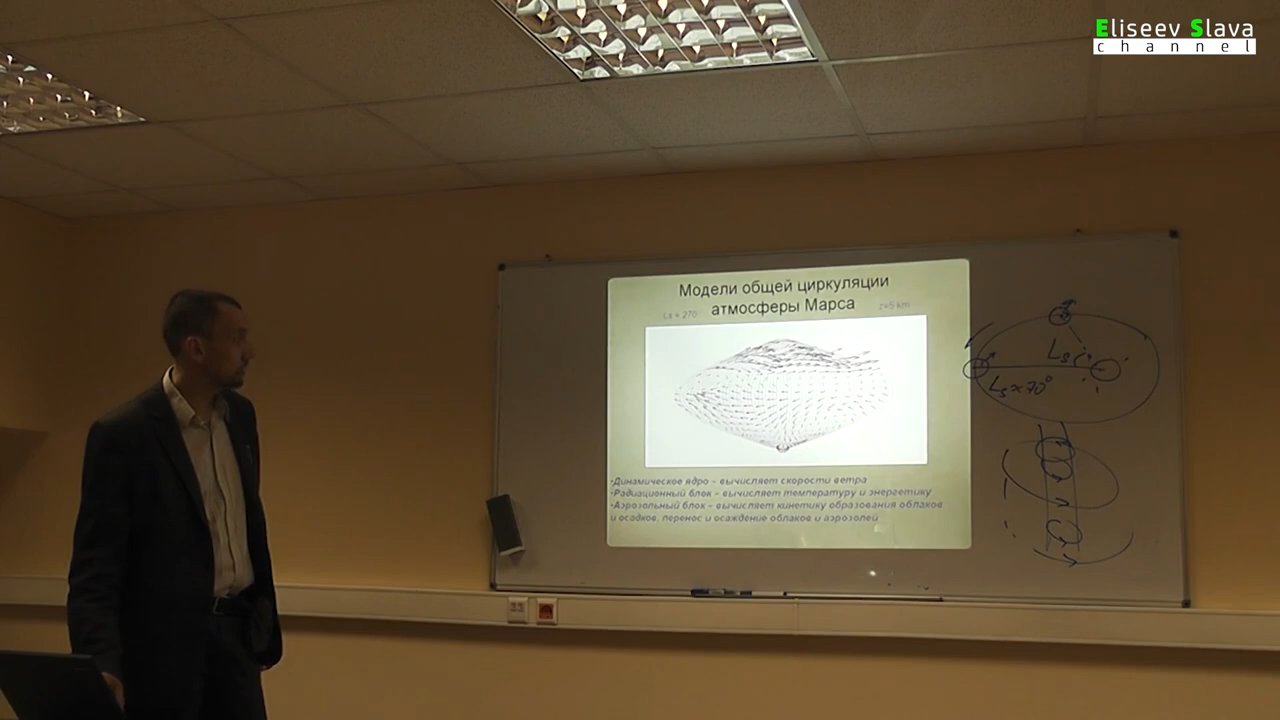 Eliseev Slava
channel
Модели общей циркуляции
атмосферы Марса
Ls = 270
z=5 km
•Динамическое ядро – вычисляет скорости ветра
•Радиационный блок – вычисляет температуру и энергетику
•Аэрозольный блок – вычисляет кинетику образования облаков
и осадков, перенос и осаждение облаков и аэрозолей
Ls
Ls≈70°